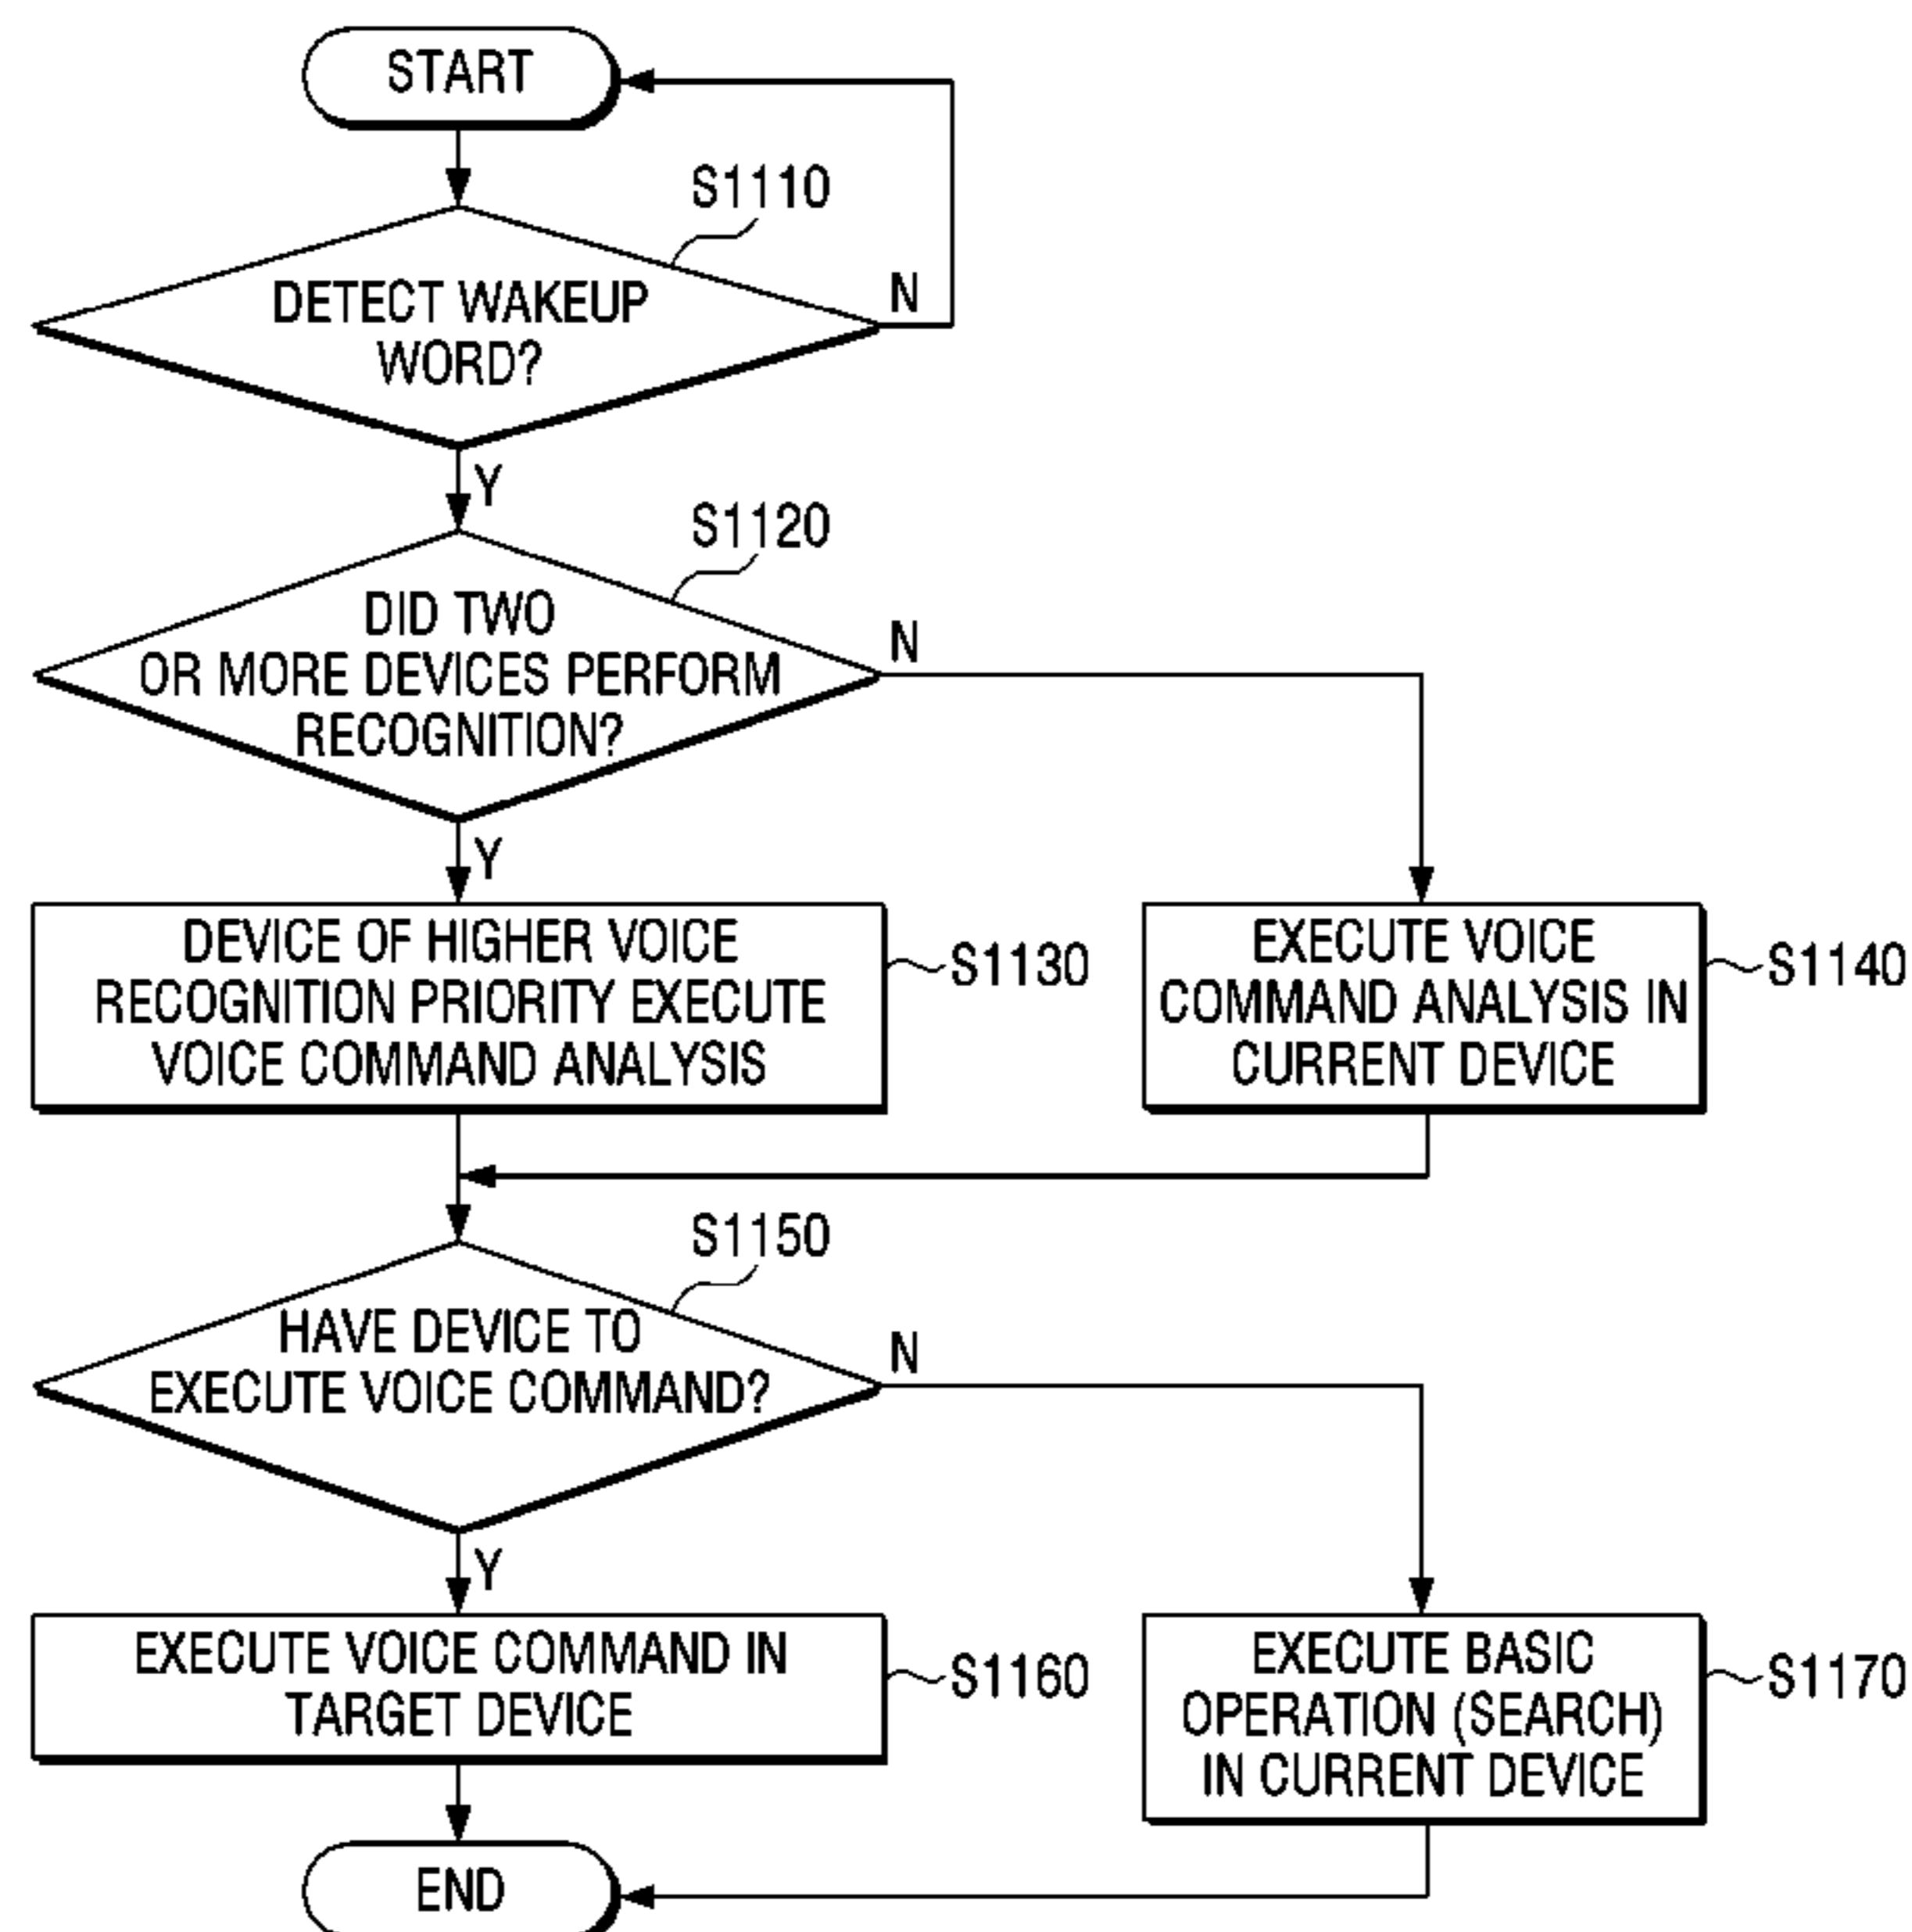 START
S1110
DETECT WAKEUP
WORD?
N
Y
S1120
DID TWO
OR MORE DEVICES PERFORM
RECOGNITION?
N
Y
DEVICE OF HIGHER VOICE
RECOGNITION PRIORITY EXECUTE
VOICE COMMAND ANALYSIS
S1130
EXECUTE VOICE
COMMAND ANALYSIS IN
CURRENT DEVICE
S1140
S1150
HAVE DEVICE TO
EXECUTE VOICE COMMAND?
N
Y
EXECUTE VOICE COMMAND IN
TARGET DEVICE
S1160
EXECUTE BASIC
OPERATION (SEARCH)
IN CURRENT DEVICE
S1170
END